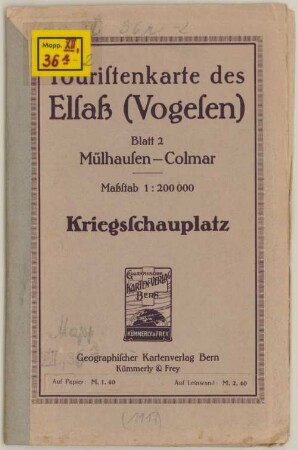 Mapp. XII,
36 d
Touriſtenkarte des
Elſaß (Vogeſen)
Blatt 2
Mülhauſen – Colmar
Maßſtab 1 : 200 000
Kriegsſchauplatz
GEOGRAPHISCHER
KARTEN-VERLAG
BERN
KÜMMERLY & FREY
Geographiſcher Kartenverlag Bern
Kümmerly & Frey
Auf Papier M. 1. 40 Auf Leinwand M. 2. 40